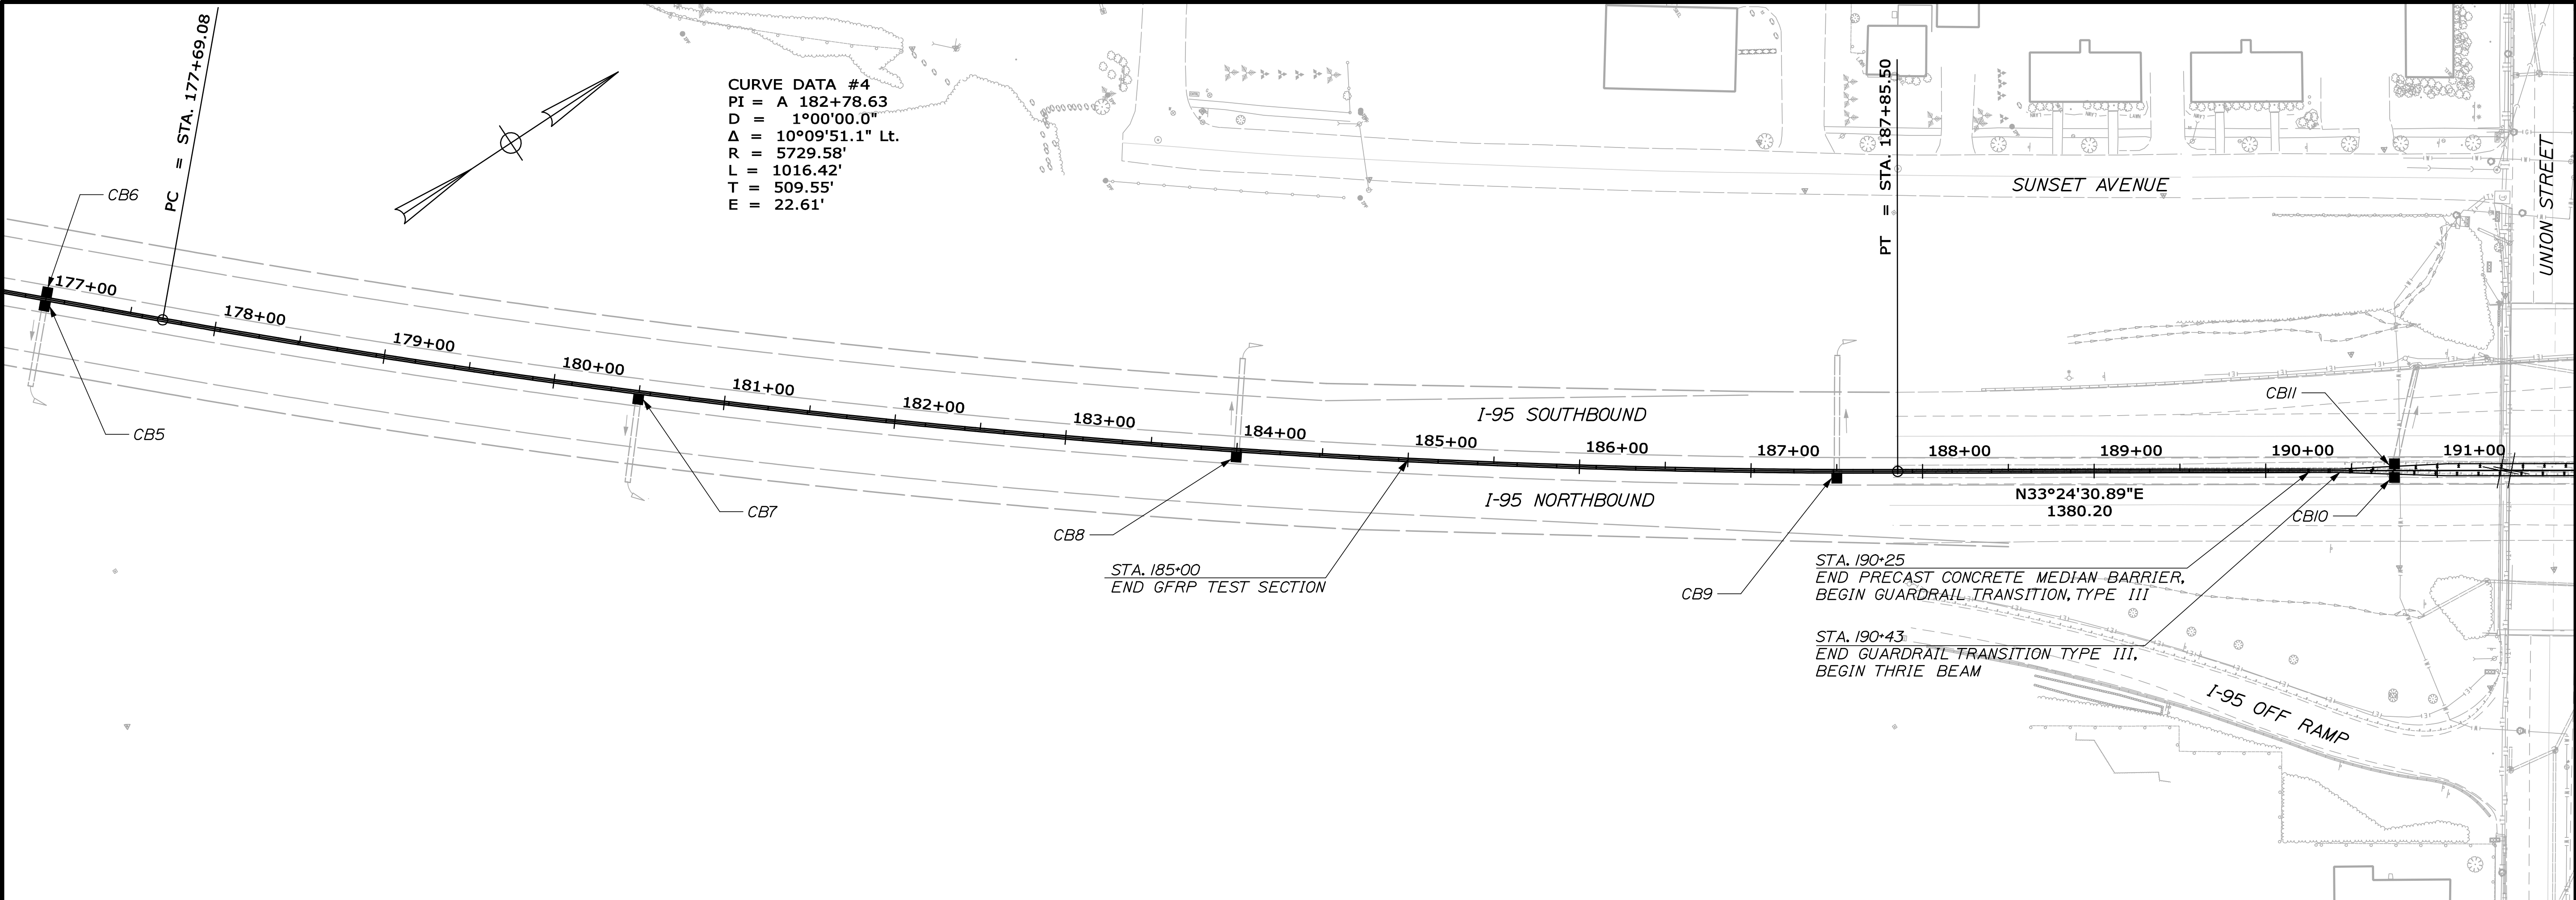 PC = STA. 177+69.08
CURVE DATA #4
PI = A 182+78.63
D = 1°00'00.0"
Δ = 10°09'51.1" Lt.
R = 5729.58'
L = 1016.42'
T = 509.55'
E = 22.61'
PT = STA. 187+85.50
SUNSET AVENUE
UNION STREET
CB6
177+00
178+00
179+00
180+00
181+00
182+00
183+00
184+00
185+00
186+00
187+00
188+00
189+00
190+00
191+00
I-95 SOUTHBOUND
CB11
CB5
I-95 NORTHBOUND
N33°24'30.89"E
1380.20
CB7
CB8
CB10
STA. 185+00
END GFRP TEST SECTION
CB9
STA. 190+25
END PRECAST CONCRETE MEDIAN BARRIER,
BEGIN GUARDRAIL TRANSITION, TYPE III
STA. 190+43
END GUARDRAIL TRANSITION TYPE III,
BEGIN THRIE BEAM
I-95 OFF RAMP